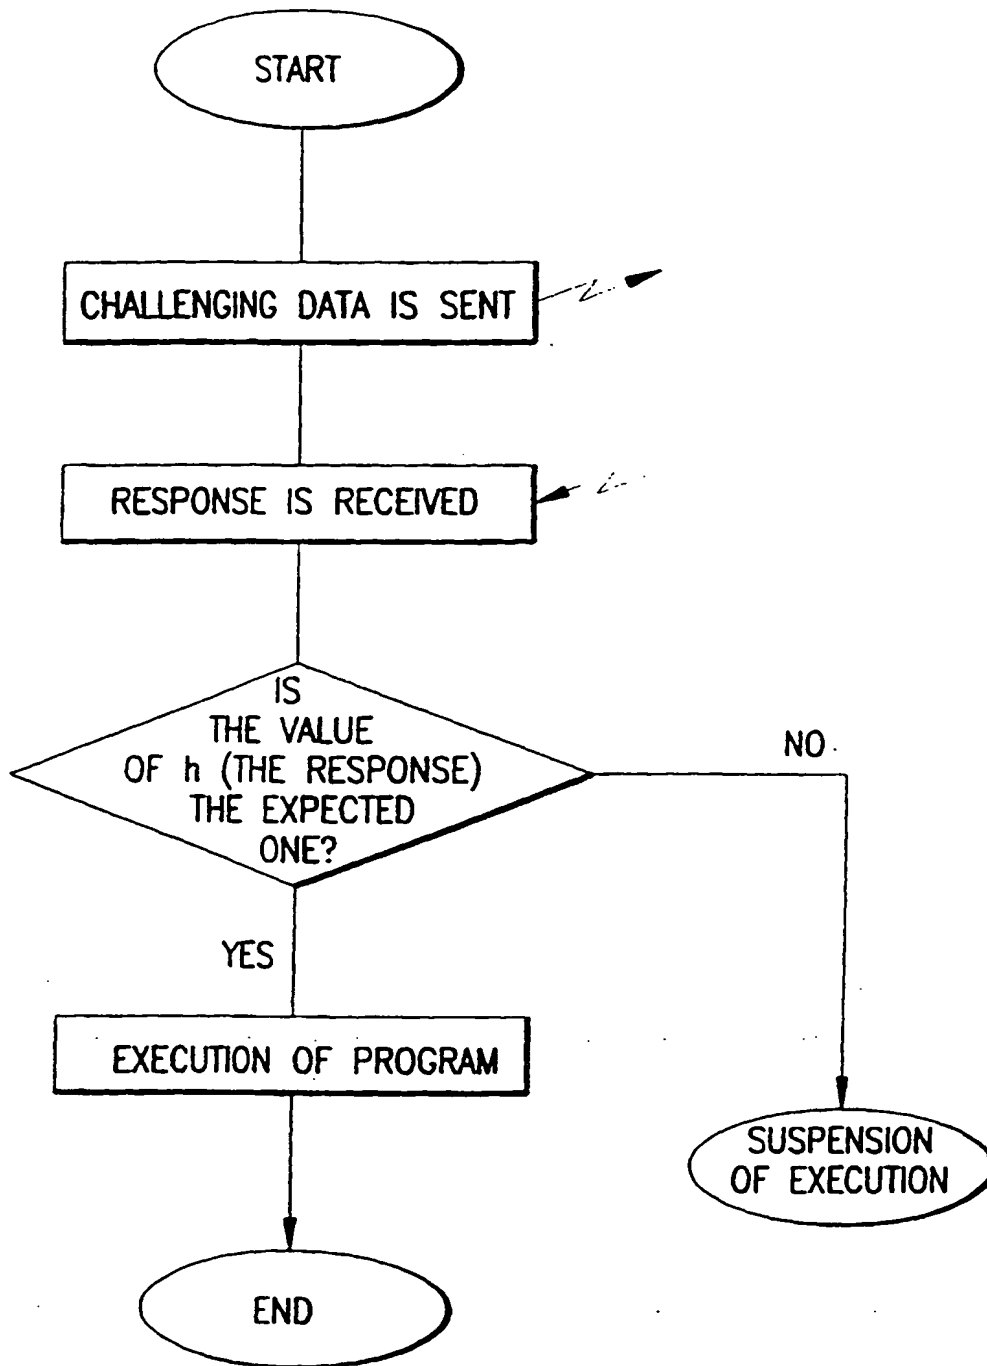 START
CHALLENGING DATA IS SENT
RESPONSE IS RECEIVED
IS
THE VALUE
OF h (THE RESPONSE)
THE EXPECTED
ONE?
NO
YES
EXECUTION OF PROGRAM
SUSPENSION
OF EXECUTION
END